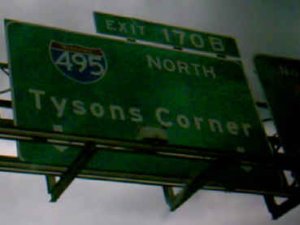 EXIT 170B
495 NORTH
Tysons Corner